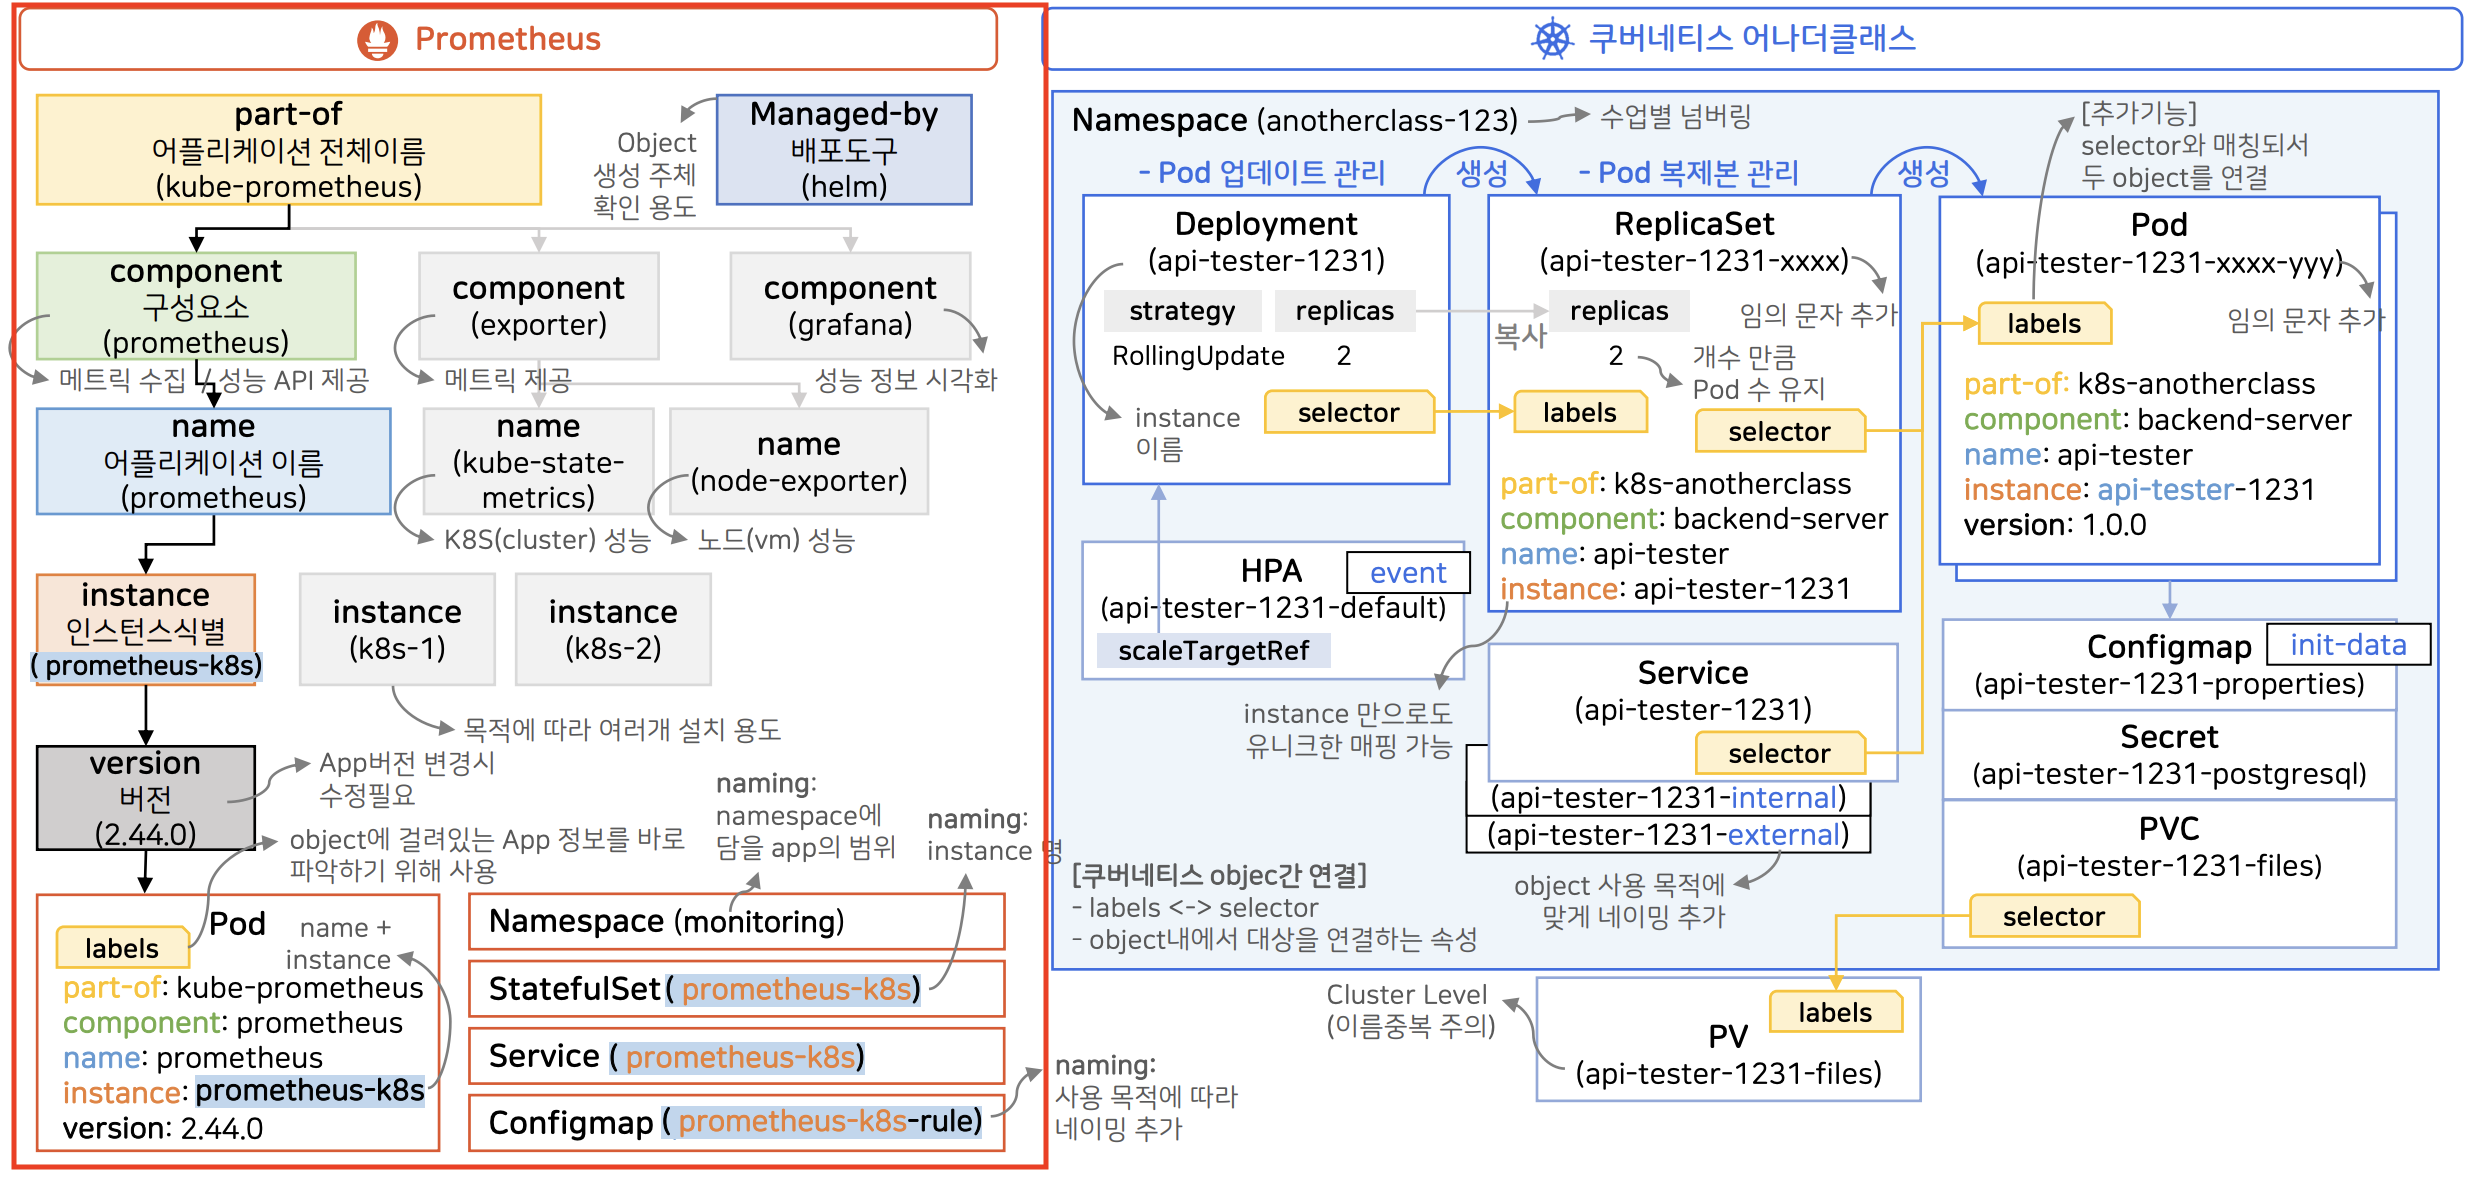 Prometheus
part-of
어플리케이션 전체이름
(kube-prometheus)
Object
생성 주체
확인 용도
Managed-by
배포도구
(helm)
component
구성요소
(prometheus)
메트릭 수집 / 성능 API 제공
component
(exporter)
메트릭 제공
component
(grafana)
성능 정보 시각화
name
어플리케이션 이름
(prometheus)
name
(kube-state-
metrics)
K8S(cluster) 성능
name
(node-exporter)
노드(vm) 성능
instance
인스턴스식별
( prometheus-k8s)
instance
(k8s-1)
instance
(k8s-2)
목적에 따라 여러개 설치 용도
version
버전
(2.44.0)
App버전 변경시
수정필요
object에 걸려있는 App 정보를 바로
파악하기 위해 사용
naming:
namespace에
담을 app의 범위
naming:
instance 명
Pod
labels
name +
instance
part-of: kube-prometheus
component: prometheus
name: prometheus
instance: prometheus-k8s
version: 2.44.0
Namespace (monitoring)
StatefulSet( prometheus-k8s)
Service ( prometheus-k8s)
Configmap ( prometheus-k8s-rule)
naming:
사용 목적에 따라
네이밍 추가
쿠버네티스 어나더클래스
Namespace (anotherclass-123)
수업별 넘버링
- Pod 업데이트 관리
생성
- Pod 복제본 관리
생성
[추가기능]
selector와 매칭되서
두 object를 연결
Deployment
(api-tester-1231)
strategy
replicas
RollingUpdate
2
instance
이름
selector
복사
ReplicaSet
(api-tester-1231-xxxx)
replicas
임의 문자 추가
2
개수 만큼
Pod 수 유지
labels
selector
part-of: k8s-anotherclass
component: backend-server
name: api-tester
instance: api-tester-1231
Pod
(api-tester-1231-xxxx-yyy)
labels
임의 문자 추가
part-of: k8s-anotherclass
component: backend-server
name: api-tester
instance: api-tester-1231
version: 1.0.0
HPA
event
(api-tester-1231-default)
scaleTargetRef
instance 만으로도
유니크한 매핑 가능
Service
(api-tester-1231)
selector
(api-tester-1231-internal)
(api-tester-1231-external)
object 사용 목적에
맞게 네이밍 추가
Configmap
init-data
(api-tester-1231-properties)
Secret
(api-tester-1231-postgresql)
PVC
(api-tester-1231-files)
selector
[쿠버네티스 objec간 연결]
- labels <-> selector
- object내에서 대상을 연결하는 속성
Cluster Level
(이름중복 주의)
labels
PV
(api-tester-1231-files)